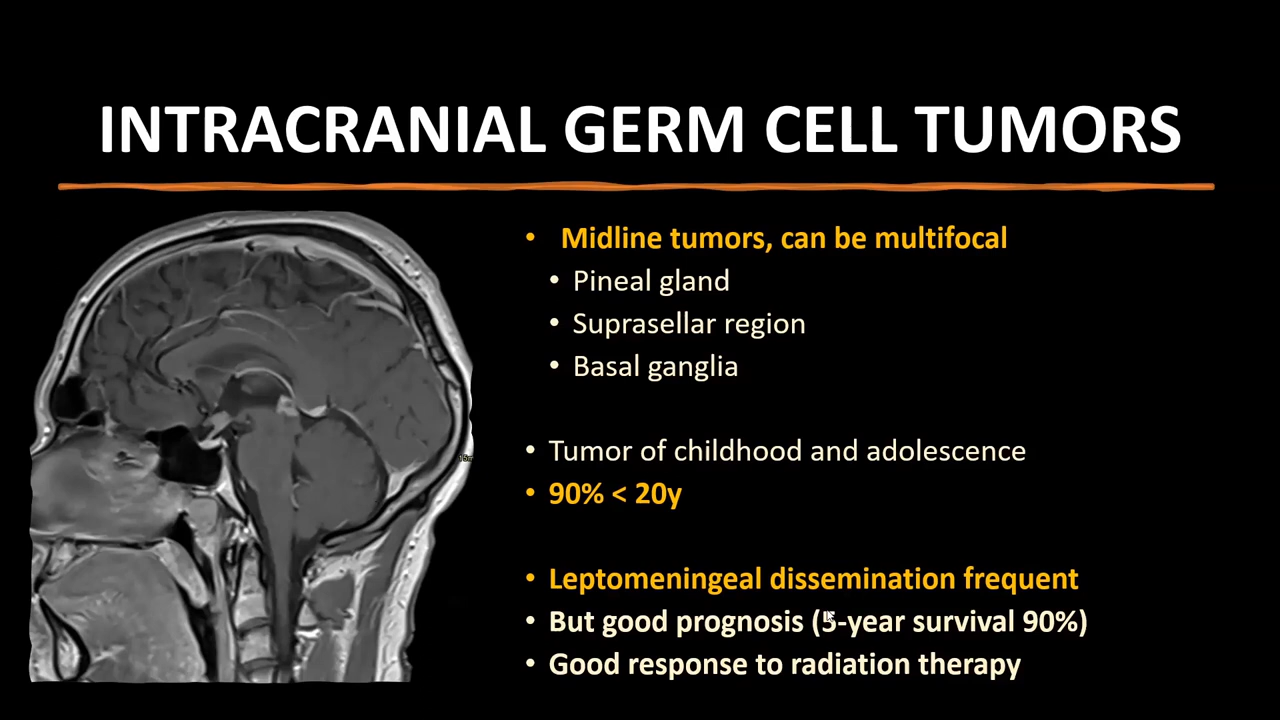 INTRACRANIAL GERM CELL TUMORS
• Midline tumors, can be multifocal
• Pineal gland
• Suprasellar region
• Basal ganglia
• Tumor of childhood and adolescence
• 90% < 20y
• Leptomeningeal dissemination frequent
• But good prognosis (5-year survival 90%)
• Good response to radiation therapy